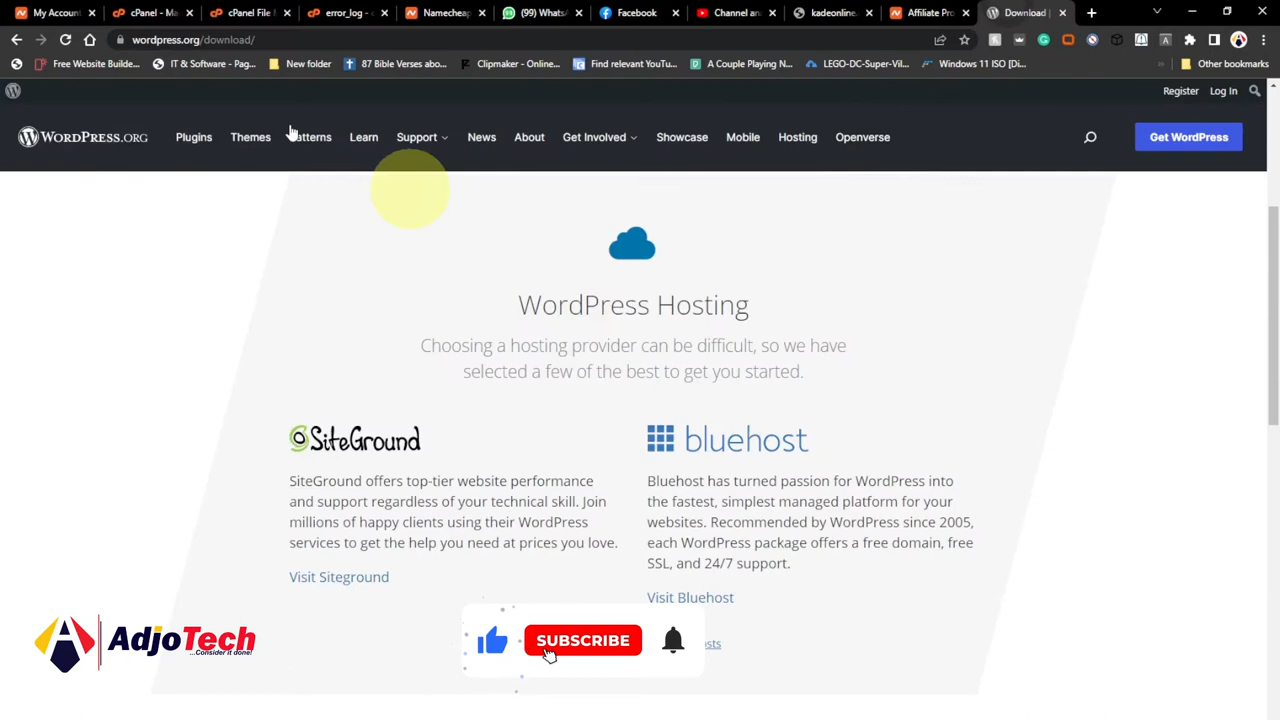 My Account
cPanel - Ma
cPanel File M
error_log - c
Namecheap
(99) WhatsA
Facebook
Channel and
kadeonline.
Affiliate Pro
Download |
wordpress.org/download/
Free Website Builde...
IT & Software - Pag...
New folder
87 Bible Verses abo...
Clipmaker - Online...
Find relevant YouTu...
A Couple Playing N...
LEGO-DC-Super-Vil...
Windows 11 ISO [Di...
Other bookmarks
Register
Log In
WORDPRESS.ORG
Plugins
Themes
Patterns
Learn
Support
News
About
Get Involved
Showcase
Mobile
Hosting
Openverse
Get WordPress
WordPress Hosting
Choosing a hosting provider can be difficult, so we have
selected a few of the best to get you started.
SiteGround
SiteGround offers top-tier website performance
and support regardless of your technical skill. Join
millions of happy clients using their WordPress
services to get the help you need at prices you love.
Visit Siteground
bluehost
Bluehost has turned passion for WordPress into
the fastest, simplest managed platform for your
websites. Recommended by WordPress since 2005,
each WordPress package offers a free domain, free
SSL, and 24/7 support.
Visit Bluehost
SUBSCRIBE
AdjoTech
...Consider it done!